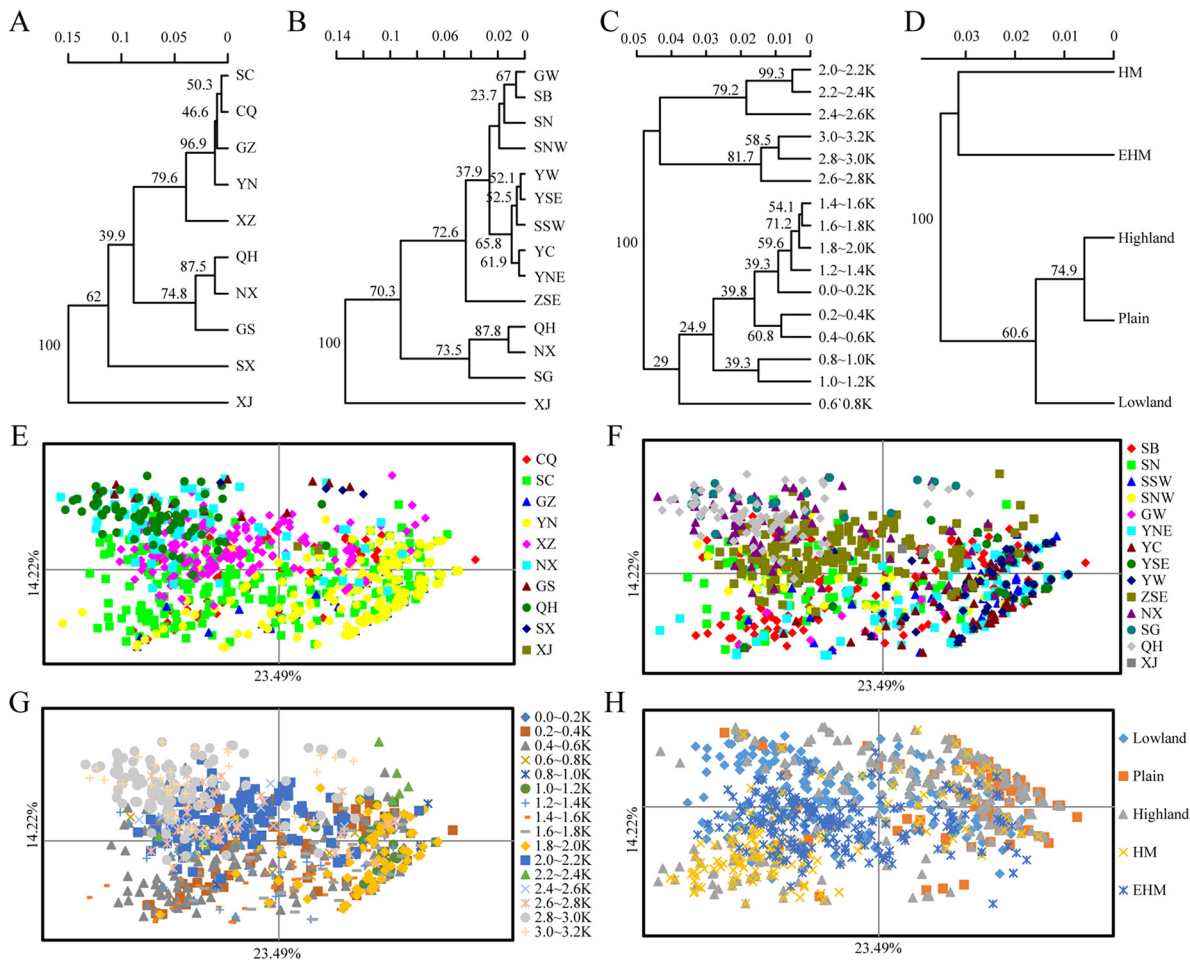 A
0.15 0.1 0.05 0
50.3
46.6
96.9
79.6
39.9
87.5
74.8
62
100
SC
CQ
GZ
YN
XZ
QH
NX
GS
SX
XJ
B
0.14 0.1 0.06 0.02 0
67
23.7
37.9
52.1
52.5
65.8
61.9
72.6
70.3
87.8
73.5
100
GW
SB
SN
SNW
YW
YSE
SSW
YC
YNE
ZSE
QH
NX
SG
XJ
C
0.05 0.04 0.03 0.02 0.01 0
99.3
79.2
58.5
81.7
54.1
71.2
59.6
39.3
39.8
60.8
24.9
39.3
29
100
2.0~2.2K
2.2~2.4K
2.4~2.6K
3.0~3.2K
2.8~3.0K
2.6~2.8K
1.4~1.6K
1.6~1.8K
1.8~2.0K
1.2~1.4K
0.0~0.2K
0.2~0.4K
0.4~0.6K
0.8~1.0K
1.0~1.2K
0.6`0.8K
D
0.03 0.02 0.01 0
100
74.9
60.6
HM
EHM
Highland
Plain
Lowland
E
14.22%
23.49%
CQ
SC
GZ
YN
XZ
NX
GS
QH
SX
XJ
F
14.22%
23.49%
SB
SN
SSW
SNW
GW
YNE
YC
YSE
YW
ZSE
NX
SG
QH
XJ
G
14.22%
23.49%
0.0~0.2K
0.2~0.4K
0.4~0.6K
0.6~0.8K
0.8~1.0K
1.0~1.2K
1.2~1.4K
1.4~1.6K
1.6~1.8K
1.8~2.0K
2.0~2.2K
2.2~2.4K
2.4~2.6K
2.6~2.8K
2.8~3.0K
3.0~3.2K
H
14.22%
23.49%
Lowland
Plain
Highland
HM
EHM